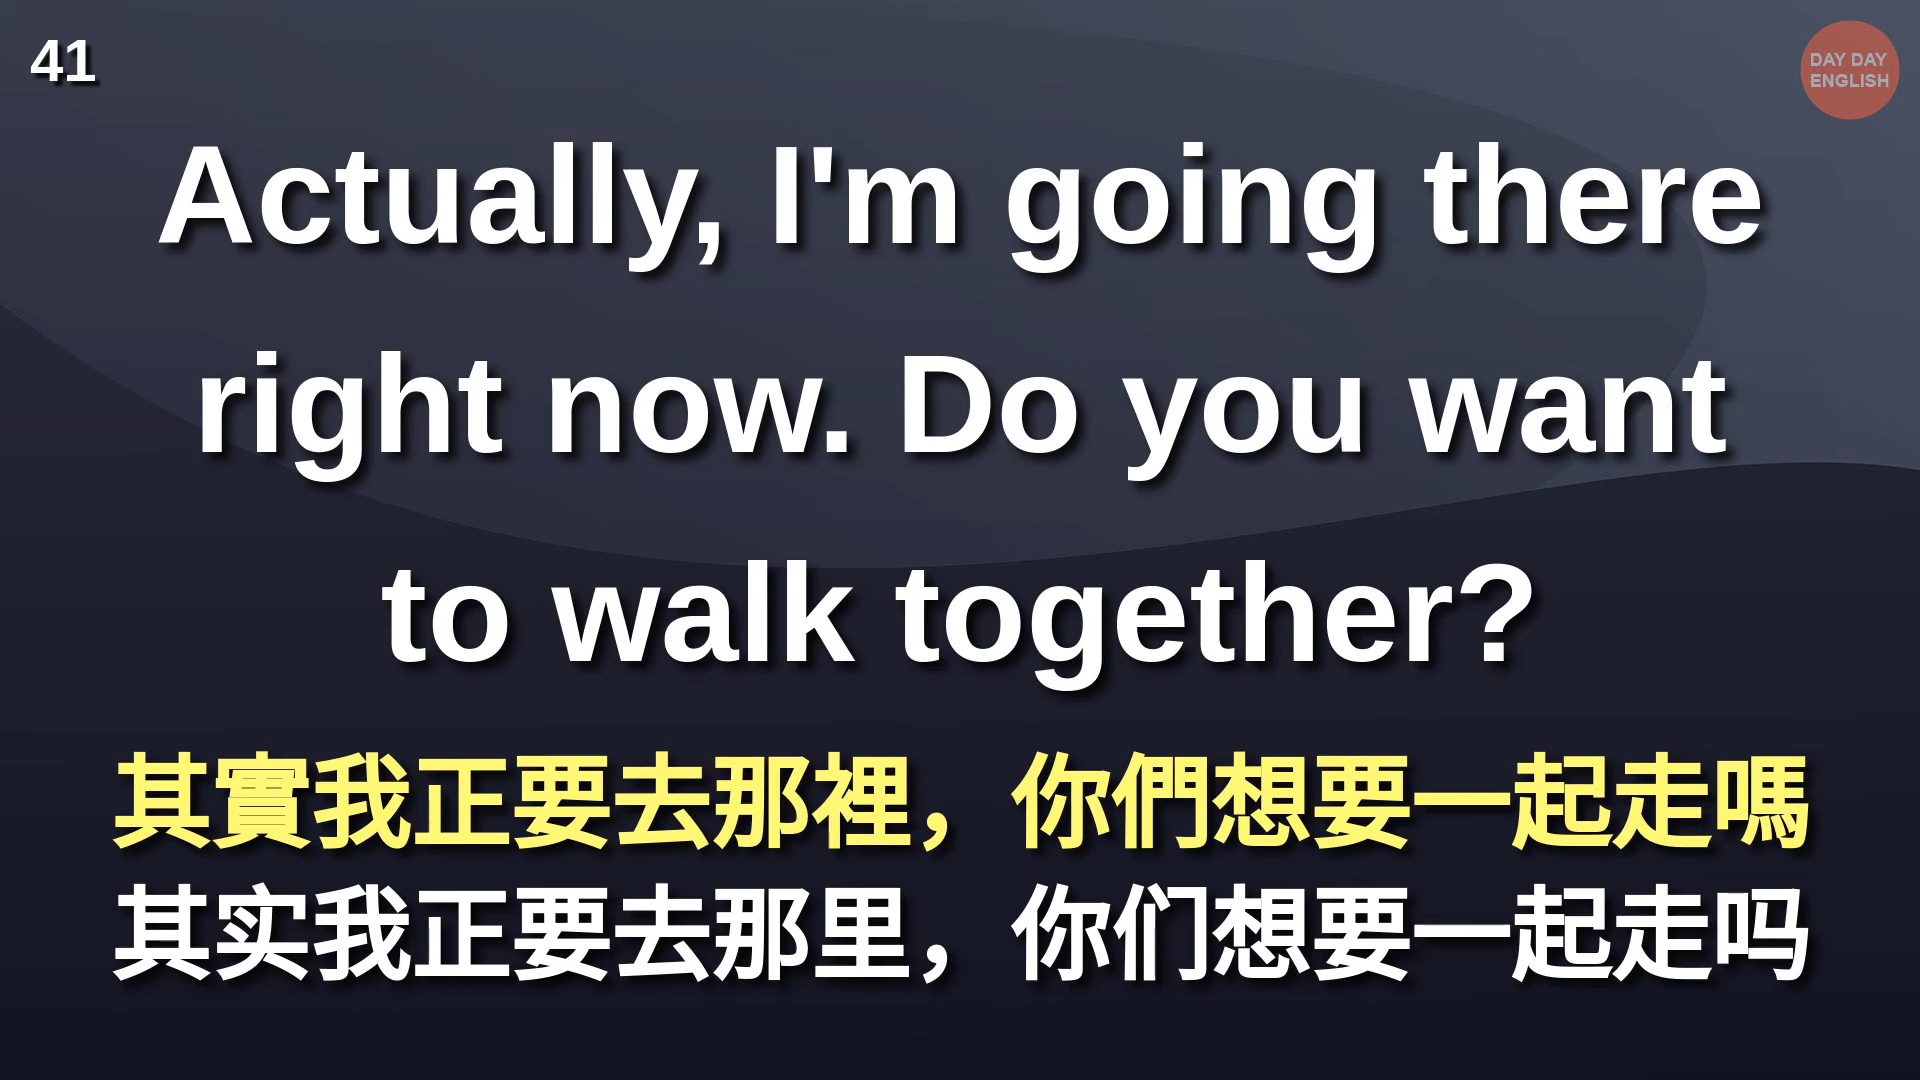 41
DAY DAY
ENGLISH
Actually, I'm going there
right now. Do you want
to walk together?
其實我正要去那裡，你們想要一起走嗎
其实我正要去那里，你们想要一起走吗